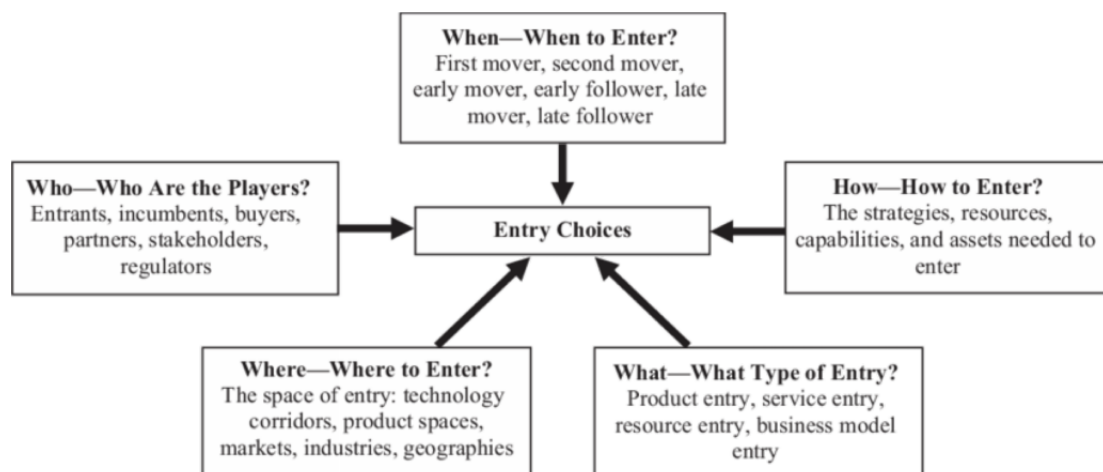 When—When to Enter?
First mover, second mover,
early mover, early follower, late
mover, late follower
Who—Who Are the Players?
Entrants, incumbents, buyers,
partners, stakeholders,
regulators
Entry Choices
How—How to Enter?
The strategies, resources,
capabilities, and assets needed to
enter
Where—Where to Enter?
The space of entry: technology
corridors, product spaces,
markets, industries, geographies
What—What Type of Entry?
Product entry, service entry,
resource entry, business model
entry